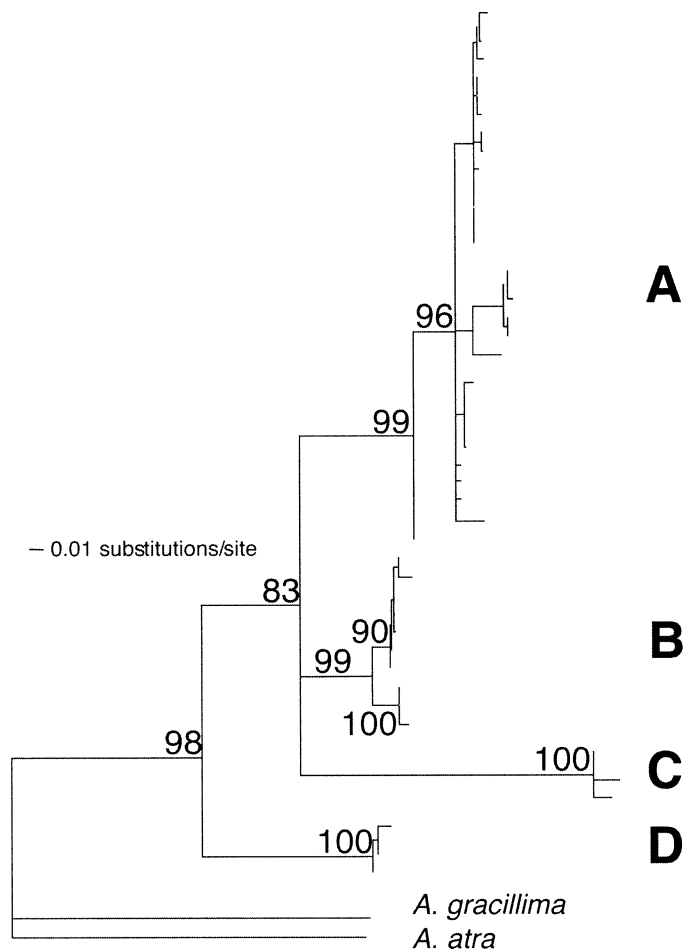 96
A
99
0.01 substitutions/site
83
90
B
99
100
98
100
C
100
D
A. gracillima
A. atra